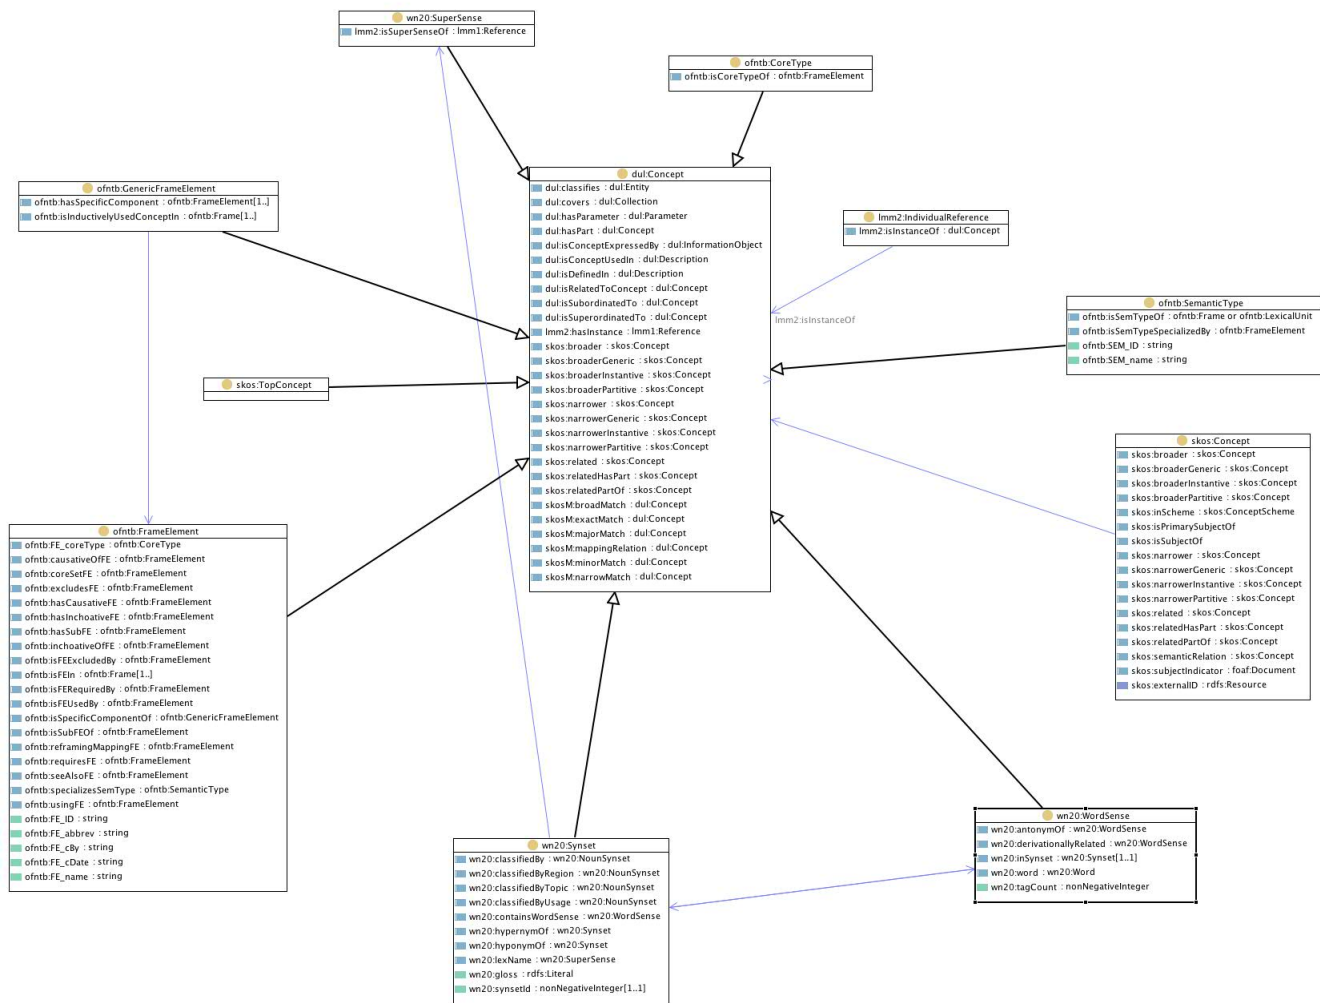 wn20:SuperSense
lmm2:isSuperSenseOf : lmm1:Reference
ofntb:CoreType
ofntb:isCoreTypeOf : ofntb:FrameElement
ofntb:GenericFrameElement
ofntb:hasSpecificComponent : ofntb:FrameElement[1..]
ofntb:isInductivelyUsedConceptIn : ofntb:Frame[1..]
dul:Concept
dul:classifies : dul:Entity
dul:covers : dul:Collection
dul:hasParameter : dul:Parameter
dul:hasPart : dul:Concept
dul:isConceptExpressedBy : dul:InformationObject
dul:isConceptUsedIn : dul:Description
dul:isDefinedIn : dul:Description
dul:isRelatedToConcept : dul:Concept
dul:isSubordinatedTo : dul:Concept
dul:isSuperordinatedTo : dul:Concept
lmm2:hasInstance : lmm1:Reference
skos:broader : skos:Concept
skos:broaderGeneric : skos:Concept
skos:broaderInstantive : skos:Concept
skos:broaderPartitive : skos:Concept
skos:narrower : skos:Concept
skos:narrowerGeneric : skos:Concept
skos:narrowerInstantive : skos:Concept
skos:narrowerPartitive : skos:Concept
skos:related : skos:Concept
skos:relatedHasPart : skos:Concept
skos:relatedPartOf : skos:Concept
skosM:broadMatch : dul:Concept
skosM:exactMatch : dul:Concept
skosM:majorMatch : dul:Concept
skosM:mappingRelation : dul:Concept
skosM:minorMatch : dul:Concept
skosM:narrowMatch : dul:Concept
lmm2:IndividualReference
lmm2:isInstanceOf : dul:Concept
lmm2:isInstanceOf
ofntb:SemanticType
ofntb:isSemTypeOf : ofntb:Frame or ofntb:LexicalUnit
ofntb:isSemTypeSpecializedBy : ofntb:FrameElement
ofntb:SEM_ID : string
ofntb:SEM_name : string
skos:TopConcept
skos:Concept
skos:broader : skos:Concept
skos:broaderGeneric : skos:Concept
skos:broaderInstantive : skos:Concept
skos:broaderPartitive : skos:Concept
skos:inScheme : skos:ConceptScheme
skos:isPrimarySubjectOf
skos:isSubjectOf
skos:narrower : skos:Concept
skos:narrowerGeneric : skos:Concept
skos:narrowerInstantive : skos:Concept
skos:narrowerPartitive : skos:Concept
skos:related : skos:Concept
skos:relatedHasPart : skos:Concept
skos:relatedPartOf : skos:Concept
skos:semanticRelation : skos:Concept
skos:subjectIndicator : foaf:Document
skos:externalID : rdfs:Resource
ofntb:FrameElement
ofntb:FE_coreType : ofntb:CoreType
ofntb:causativeOfFE : ofntb:FrameElement
ofntb:coreSetFE : ofntb:FrameElement
ofntb:excludesFE : ofntb:FrameElement
ofntb:hasCausativeFE : ofntb:FrameElement
ofntb:hasInchoativeFE : ofntb:FrameElement
ofntb:hasSubFE : ofntb:FrameElement
ofntb:inchoativeOfFE : ofntb:FrameElement
ofntb:isFEExcludedBy : ofntb:FrameElement
ofntb:isFEIn : ofntb:Frame[1..]
ofntb:isFERequiredBy : ofntb:FrameElement
ofntb:isFEUsedBy : ofntb:FrameElement
ofntb:isSpecificComponentOf : ofntb:GenericFrameElement
ofntb:isSubFEOf : ofntb:FrameElement
ofntb:reframingMappingFE : ofntb:FrameElement
ofntb:requiresFE : ofntb:FrameElement
ofntb:seeAlsoFE : ofntb:FrameElement
ofntb:specializesSemType : ofntb:SemanticType
ofntb:usingFE : ofntb:FrameElement
ofntb:FE_ID : string
ofntb:FE_abbrev : string
ofntb:FE_cBy : string
ofntb:FE_cDate : string
ofntb:FE_name : string
wn20:Synset
wn20:classifiedBy : wn20:NounSynset
wn20:classifiedByRegion : wn20:NounSynset
wn20:classifiedByTopic : wn20:NounSynset
wn20:classifiedByUsage : wn20:NounSynset
wn20:containsWordSense : wn20:WordSense
wn20:hypernymOf : wn20:Synset
wn20:hyponymOf : wn20:Synset
wn20:lexName : wn20:SuperSense
wn20:gloss : rdfs:Literal
wn20:synsetId : nonNegativeInteger[1..1]
wn20:WordSense
wn20:antonymOf : wn20:WordSense
wn20:derivationallyRelated : wn20:WordSense
wn20:inSynset : wn20:Synset[1..1]
wn20:word : wn20:Word
wn20:tagCount : nonNegativeInteger